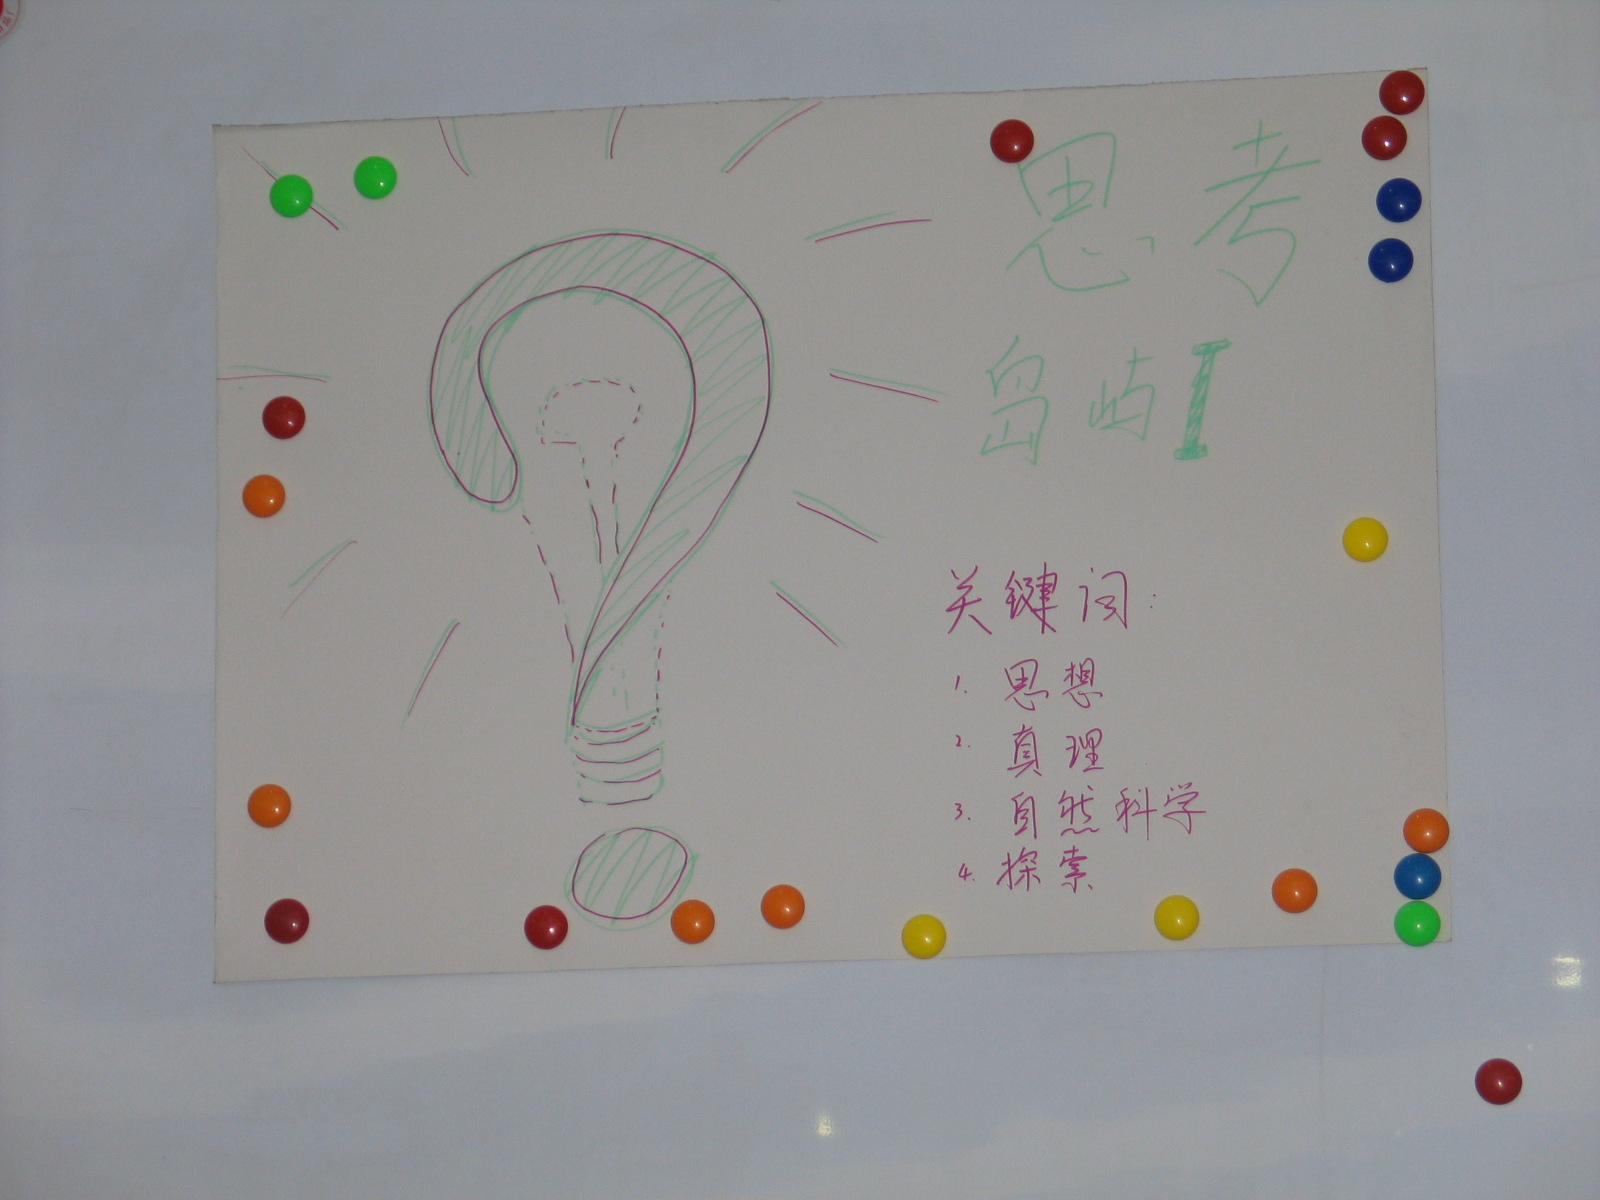 思考
岛屿I
关键词:
1. 思想
2. 真理
3. 自然科学
4. 探索